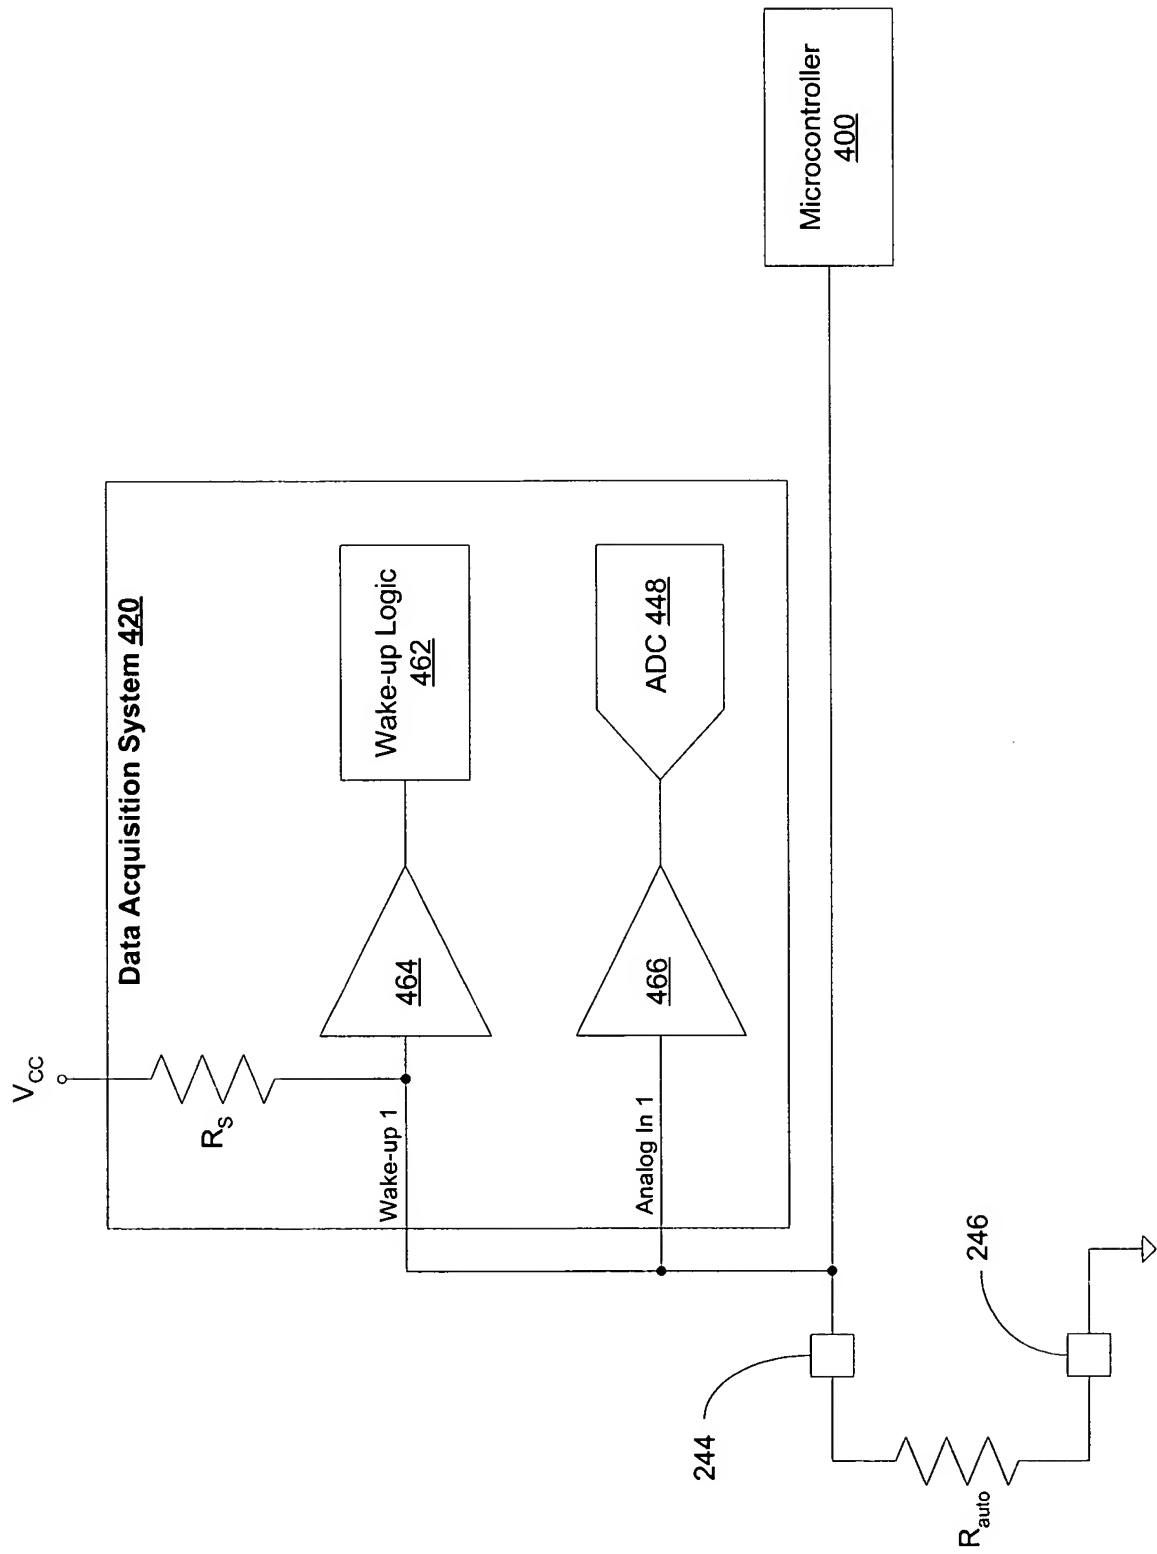 Data Acquisition System 420
V_CC
R_S
Wake-up 1
464
Wake-up Logic
462
Analog In 1
466
ADC 448
Microcontroller
400
244
246
R_auto